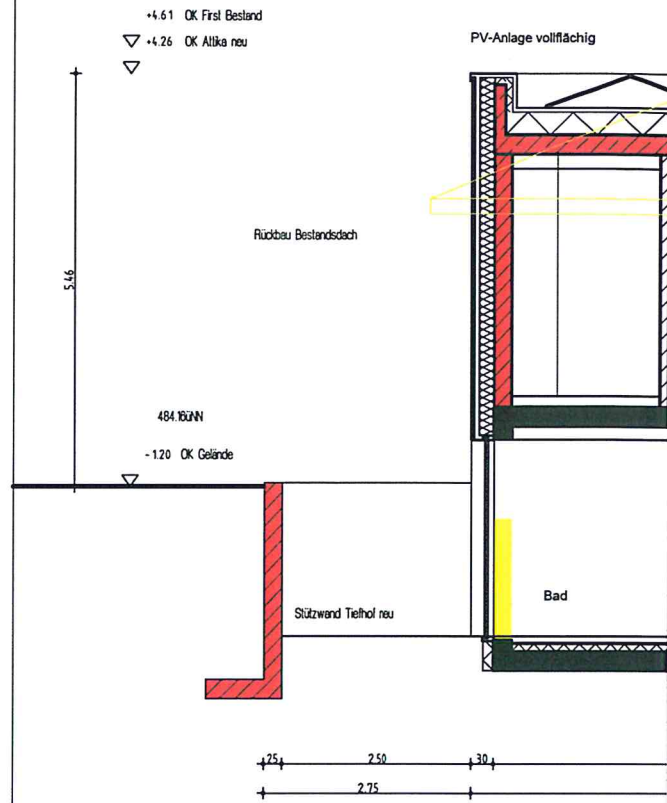 +4.61 OK First Bestand
+4.26 OK Attika neu
PV-Anlage vollflächig
Rückbau Bestandsdach
5.46
484.16üNN
-1.20 OK Gelände
Bad
Stützwand Tiefhof neu
25
2.50
30
2.75